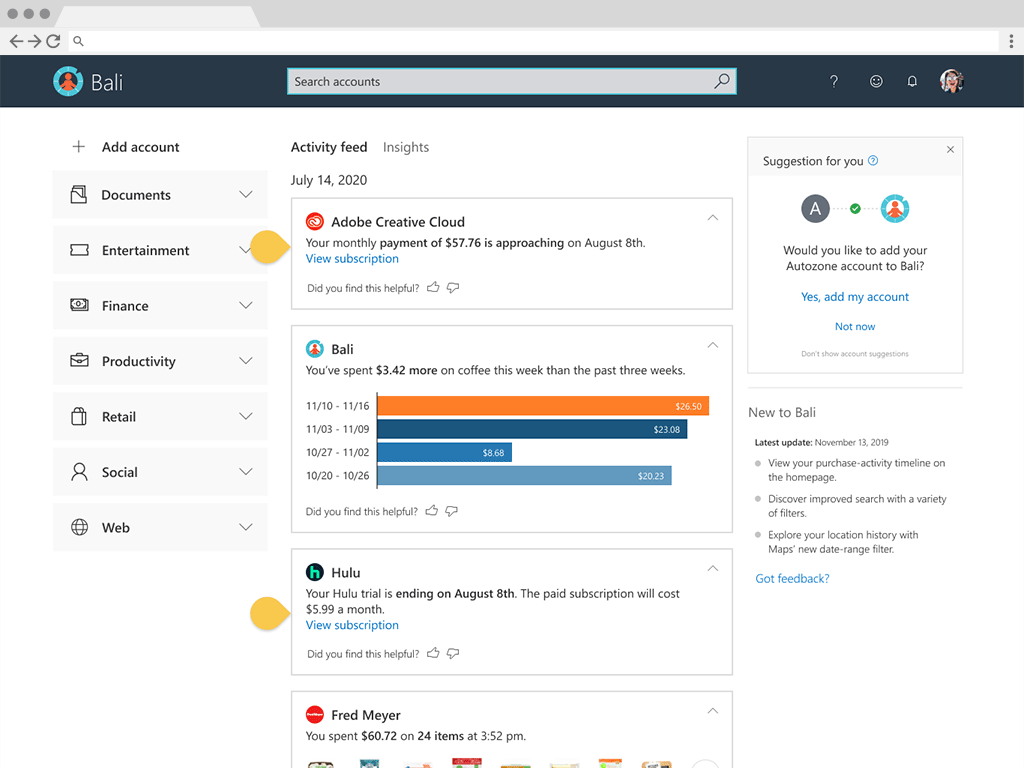 Bali
Search accounts
?
Add account
Documents
Entertainment
Finance
Productivity
Retail
Social
Web
Activity feed Insights
July 14, 2020
Adobe Creative Cloud
Your monthly payment of $57.76 is approaching on August 8th.
View subscription
Did you find this helpful?
Bali
You've spent $3.42 more on coffee this week than the past three weeks.
11/10 - 11/16 $26.50
11/03 - 11/09 $23.08
10/27 - 11/02 $8.68
10/20 - 10/26 $20.23
Did you find this helpful?
h Hulu
Your Hulu trial is ending on August 8th. The paid subscription will cost
$5.99 a month.
View subscription
Did you find this helpful?
Fred Meyer
You spent $60.72 on 24 items at 3:52 pm.
Suggestion for you ?
A
Would you like to add your
Autozone account to Bali?
Yes, add my account
Not now
Don't show account suggestions
New to Bali
Latest update: November 13, 2019
View your purchase-activity timeline on
the homepage.
Discover improved search with a variety
of filters.
Explore your location history with
Maps' new date-range filter.
Got feedback?